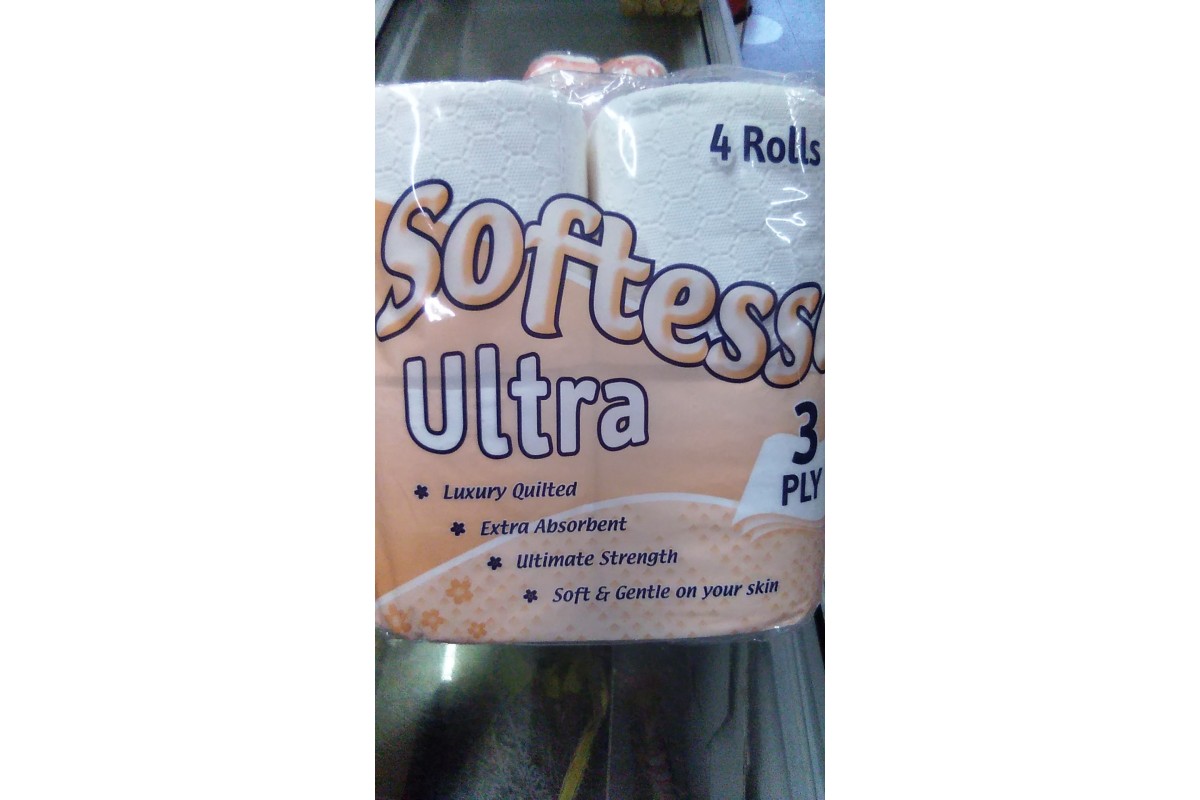 4 Rolls
Softess
Ultra
3
PLY
Luxury Quilted
Extra Absorbent
Ultimate Strength
Soft & Gentle on your skin